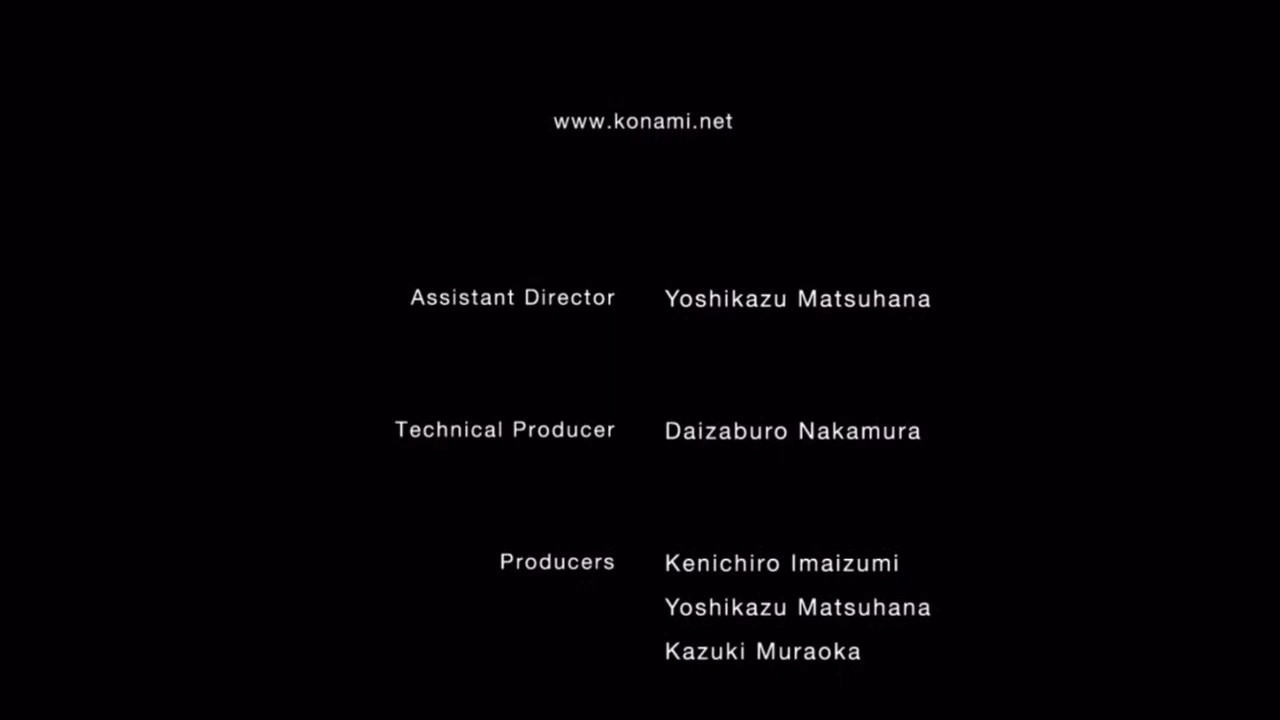 www.konami.net
Assistant Director Yoshikazu Matsuhana
Technical Producer Daizaburo Nakamura
Producers Kenichiro Imaizumi
Yoshikazu Matsuhana
Kazuki Muraoka